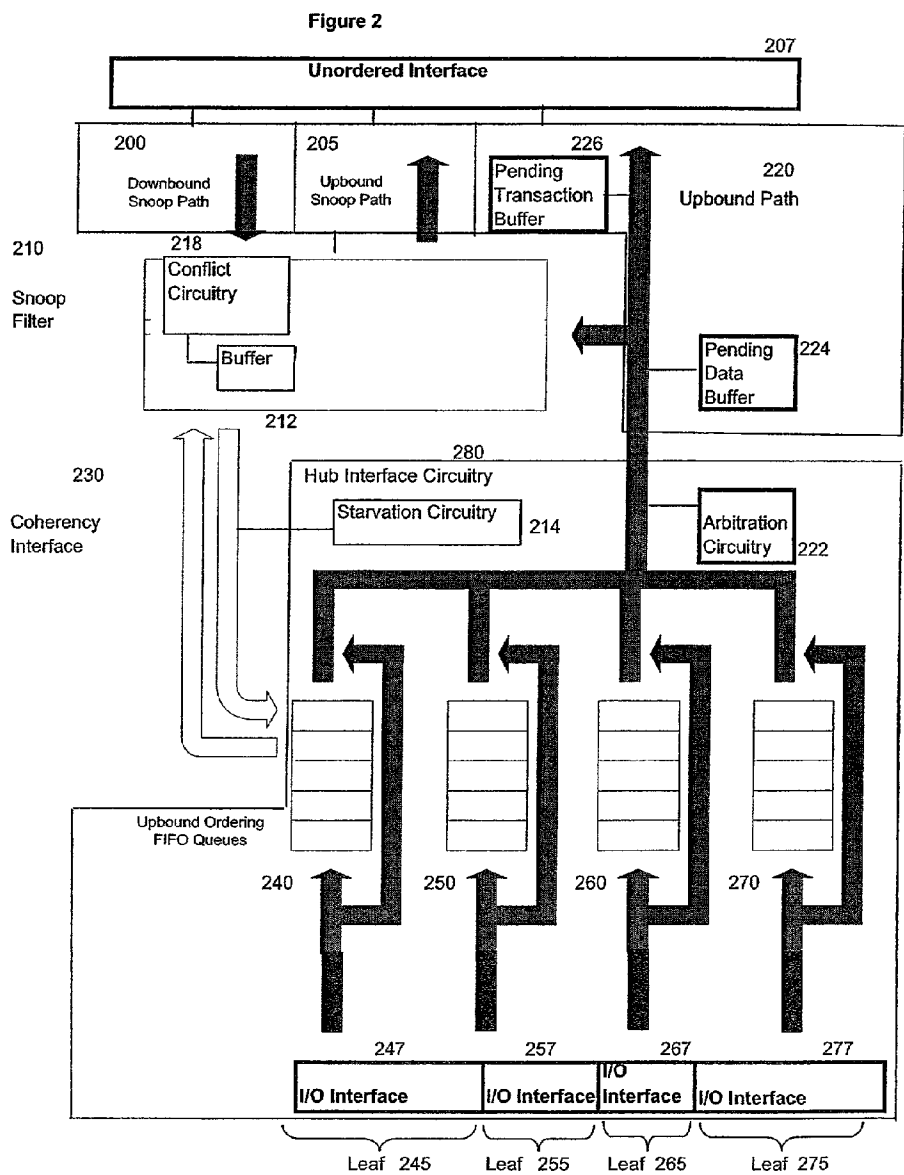 Figure 2
207
Unordered Interface
200
Downbound
Snoop Path
205
Upbound
Snoop Path
226
Pending
Transaction
Buffer
220
Upbound Path
210
Snoop
Filter
218
Conflict
Circuitry
Buffer
212
Pending
Data
Buffer
224
230
Coherency
Interface
280
Hub Interface Circuitry
Starvation Circuitry
214
Arbitration
Circuitry
222
Upbound Ordering
FIFO Queues
240
250
260
270
247
257
267
277
I/O Interface
I/O Interface
I/O
Interface
I/O Interface
Leaf 245
Leaf 255
Leaf 265
Leaf 275